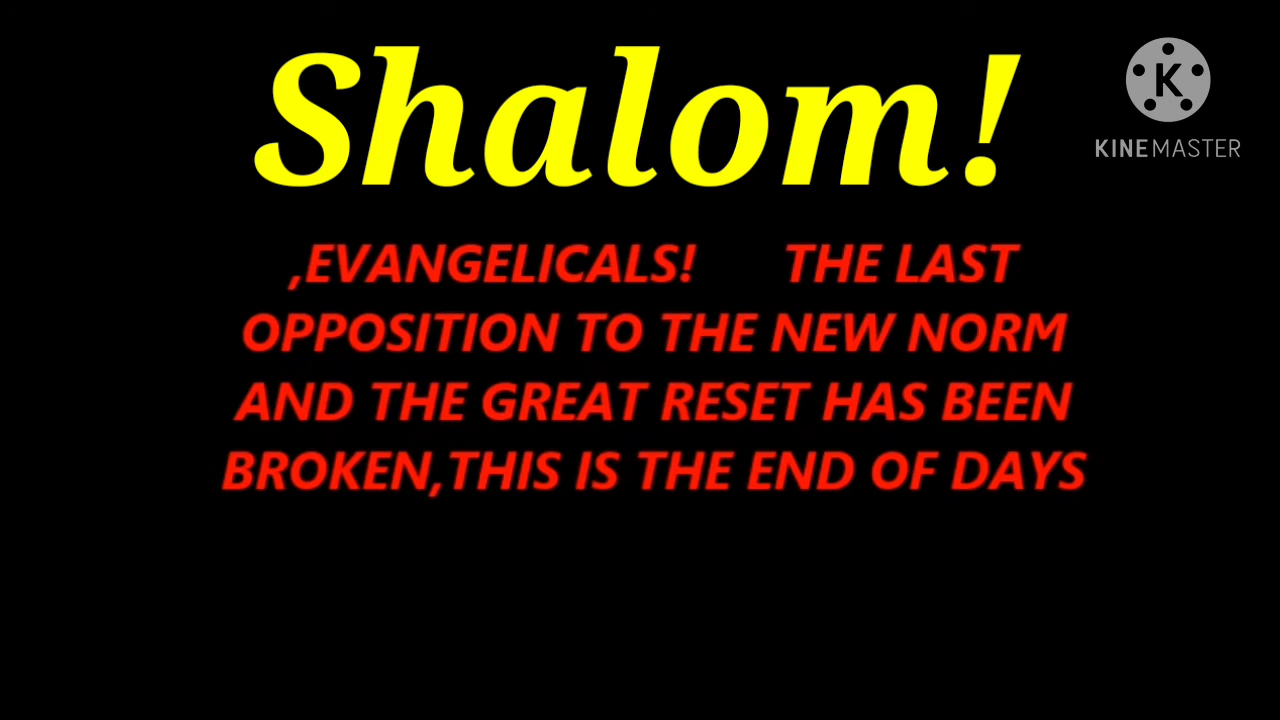 Shalom!
K
KINEMASTER
,EVANGELICALS! THE LAST
OPPOSITION TO THE NEW NORM
AND THE GREAT RESET HAS BEEN
BROKEN,THIS IS THE END OF DAYS